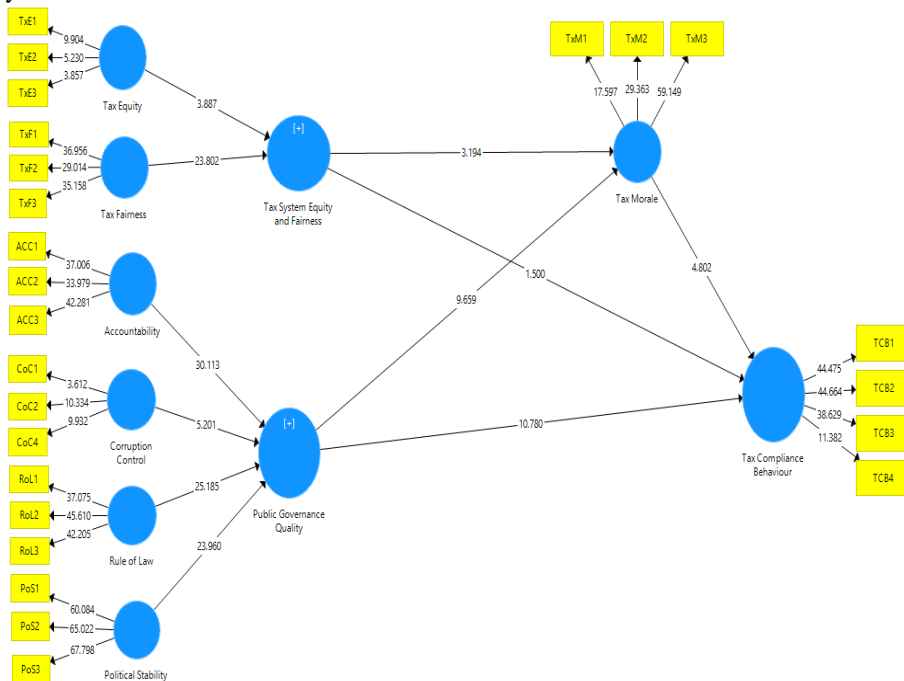 TxE1
9.904
TxE2
5.230
TxE3
3.857
Tax Equity
3.887
TxF1
36.956
TxF2
29.014
TxF3
35.158
Tax Fairness
23.802
[+]
Tax System Equity
and Fairness
ACC1
37.006
ACC2
33.979
ACC3
42.281
Accountability
30.113
CoC1
3.612
CoC2
10.334
CoC4
9.932
Corruption
Control
5.201
RoL1
37.075
RoL2
45.610
RoL3
42.205
Rule of Law
25.185
PoS1
60.084
PoS2
65.022
PoS3
67.798
Political Stability
23.960
[+]
Public Governance
Quality
3.194
1.500
9.659
10.780
TxM1
TxM2
TxM3
17.597
29.363
59.149
Tax Morale
4.802
Tax Compliance
Behaviour
TCB1
44.475
TCB2
44.664
TCB3
38.629
TCB4
11.382